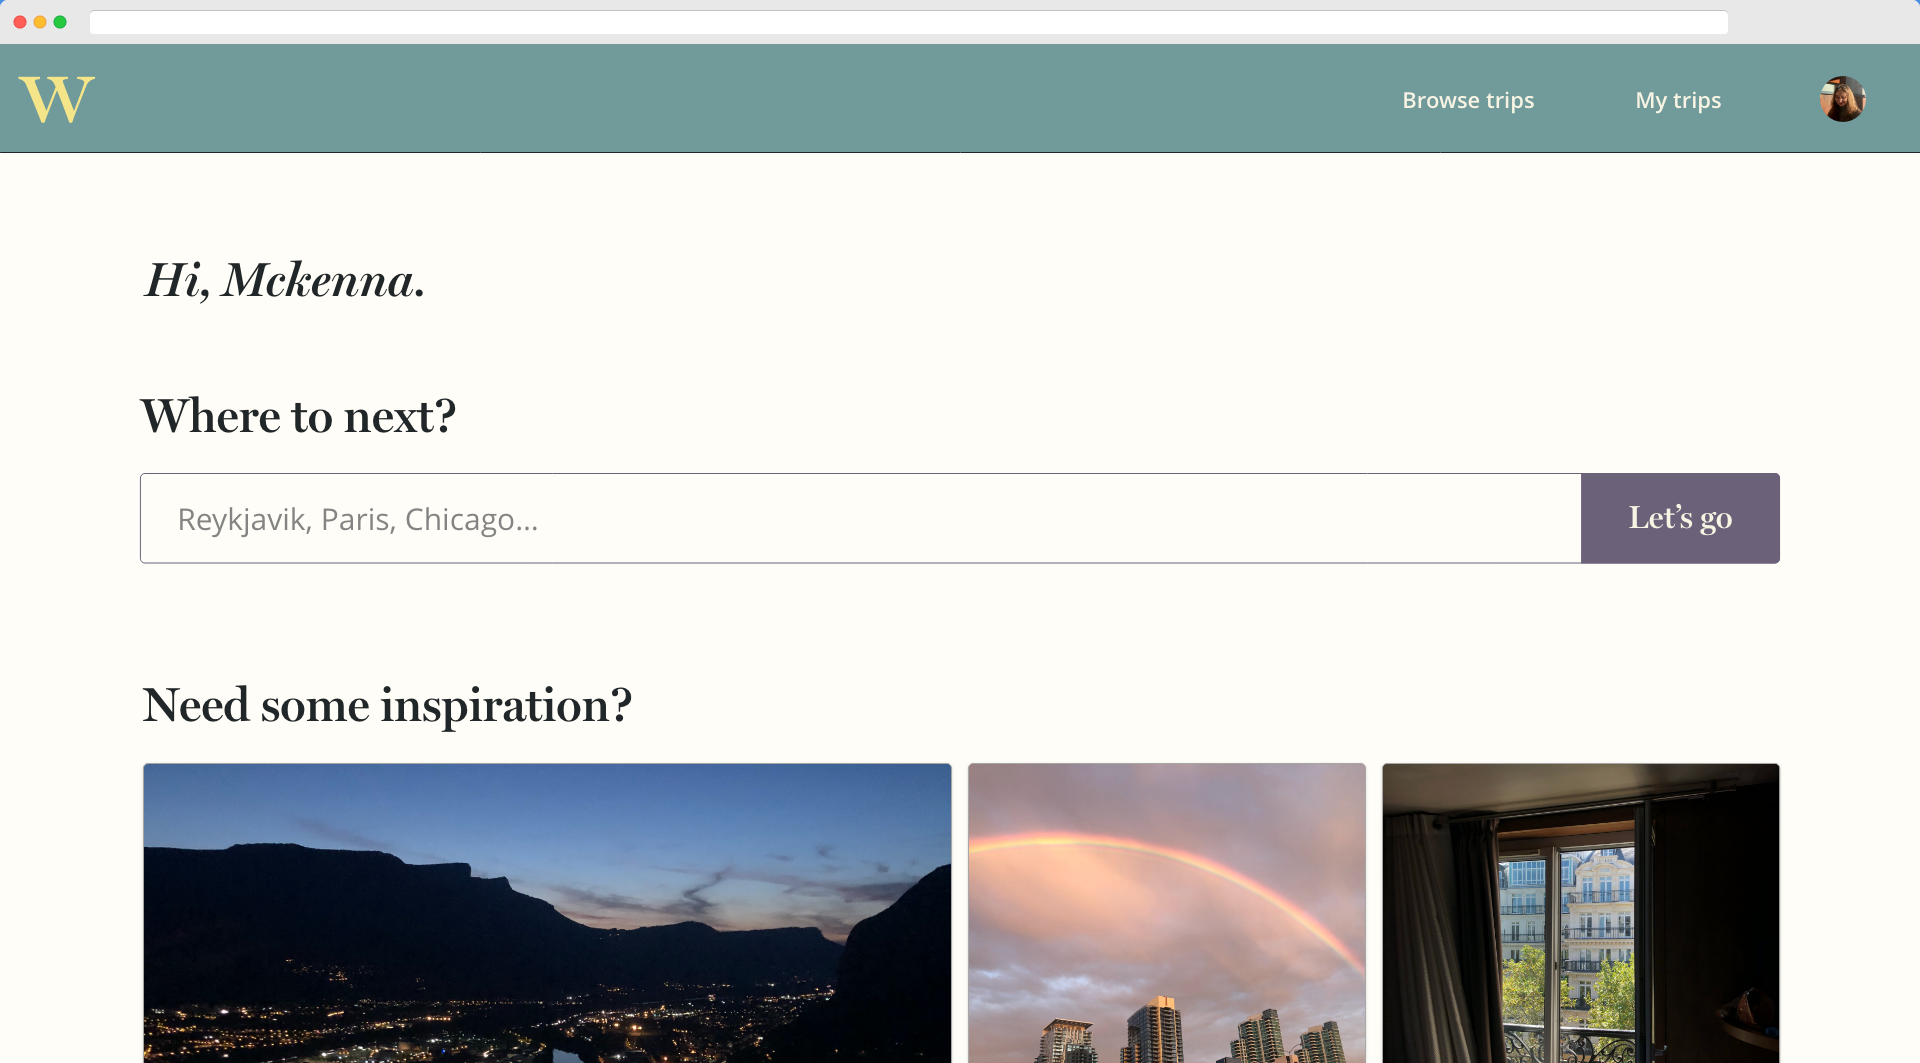 W
Browse trips
My trips
Hi, Mckenna.
Where to next?
Reykjavik, Paris, Chicago...
Let’s go
Need some inspiration?